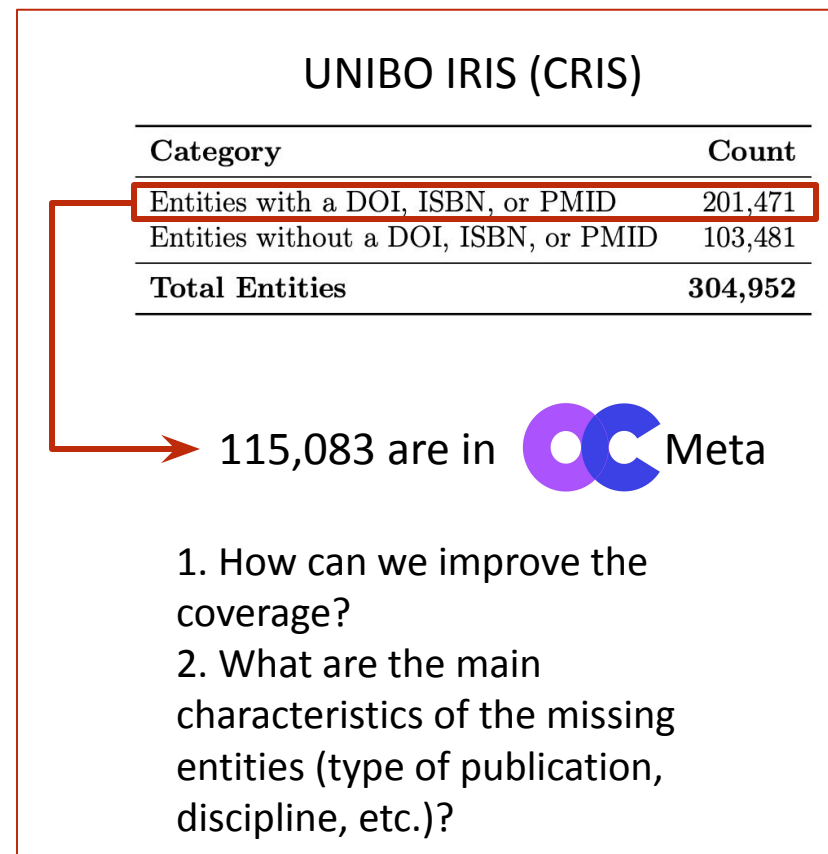 UNIBO IRIS (CRIS)
Category Count
Entities with a DOI, ISBN, or PMID 201,471
Entities without a DOI, ISBN, or PMID 103,481
Total Entities 304,952
115,083 are in OC Meta
1. How can we improve the
coverage?
2. What are the main
characteristics of the missing
entities (type of publication,
discipline, etc.)?